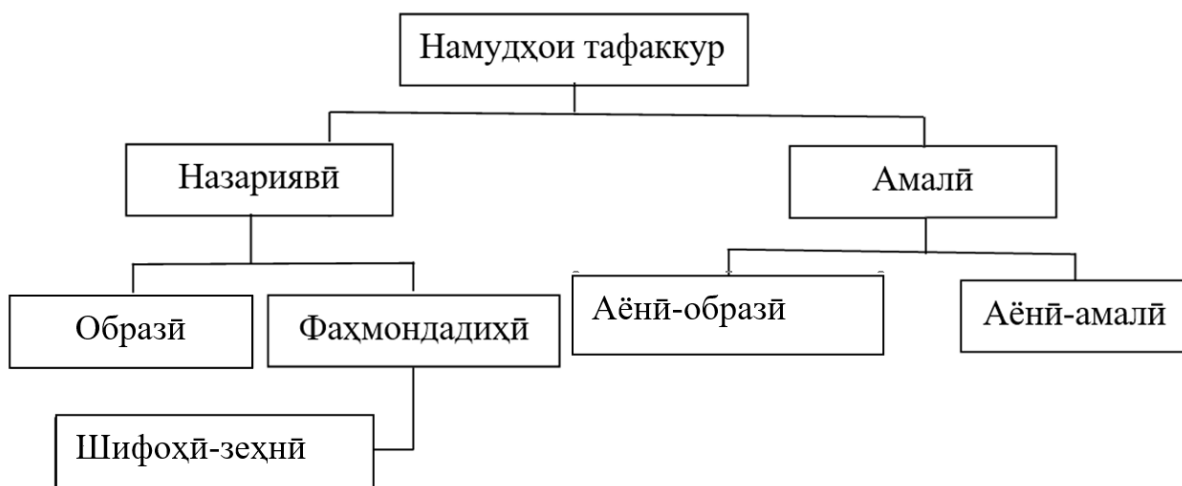 Намудҳои тафаккур
Назариявӣ
Амалӣ
Образӣ
Фаҳмондадиҳӣ
Аёнӣ-образӣ
Аёнӣ-амалӣ
Шифоҳӣ-зеҳнӣ